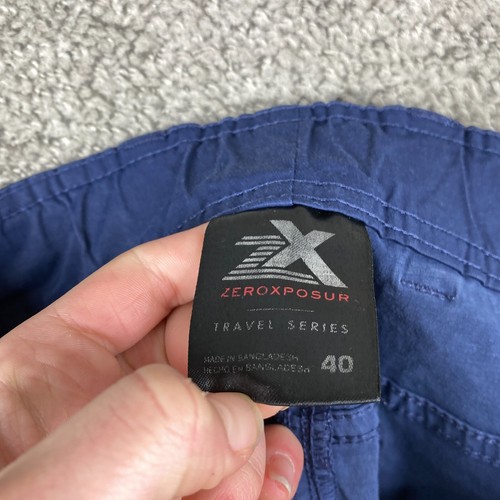 ZX
ZEROXPOSUR
TRAVEL SERIES
MADE IN BANGLADESH
HECHO EN BANGLADESH 40